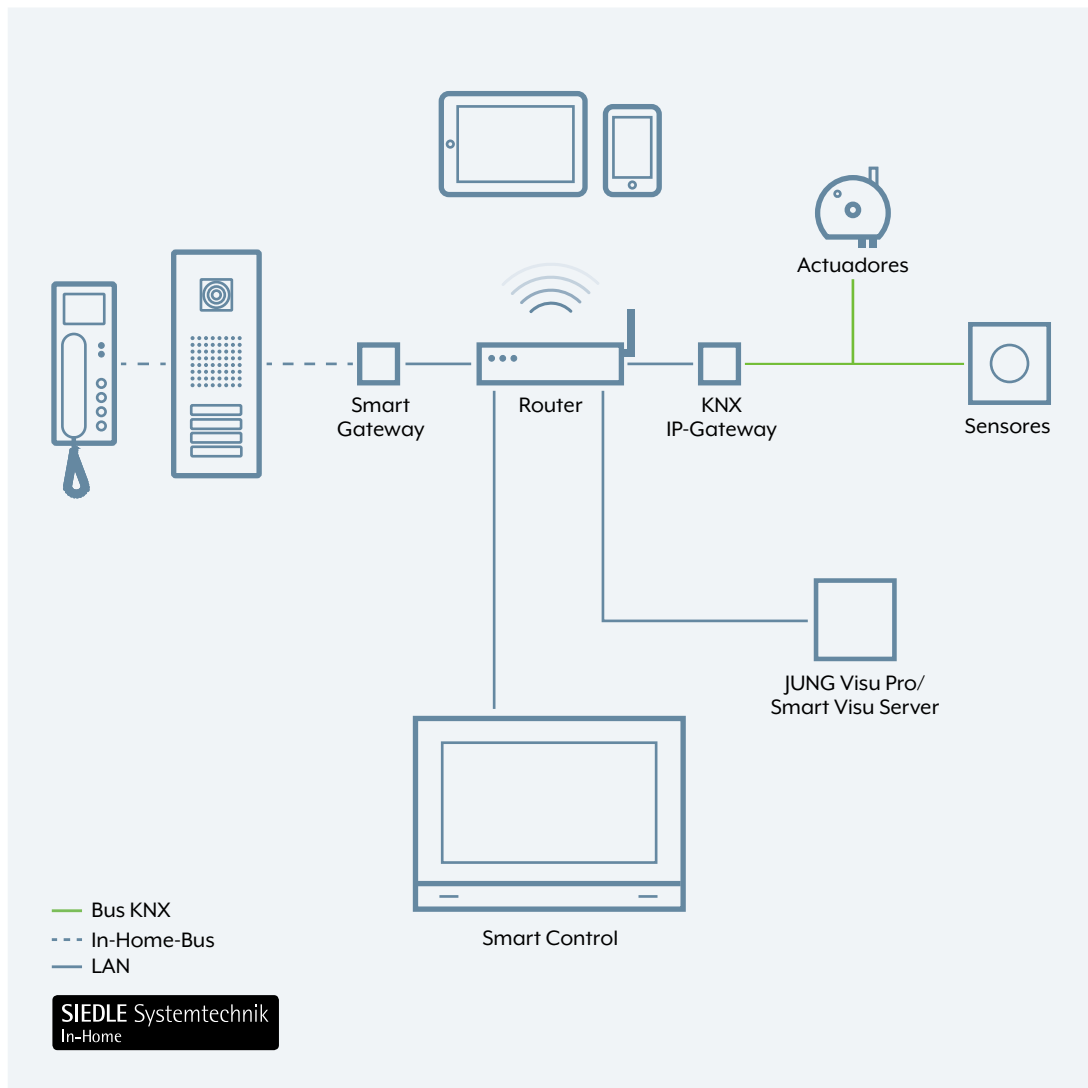 Actuadores
Smart
Gateway
Router
KNX
IP-Gateway
Sensores
JUNG Visu Pro/
Smart Visu Server
Smart Control
Bus KNX
In-Home-Bus
LAN
SIEDLE Systemtechnik
In-Home